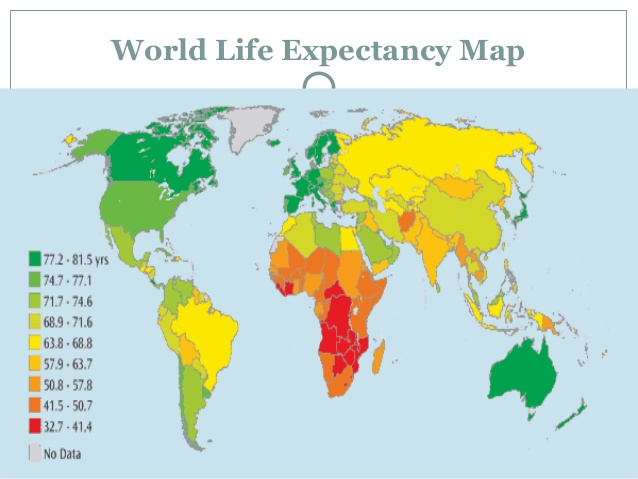 World Life Expectancy Map
77.2 - 81.5 yrs
74.7 - 77.1
71.7 - 74.6
68.9 - 71.6
63.8 - 68.8
57.9 - 63.7
50.8 - 57.8
41.5 - 50.7
32.7 - 41.4
No Data